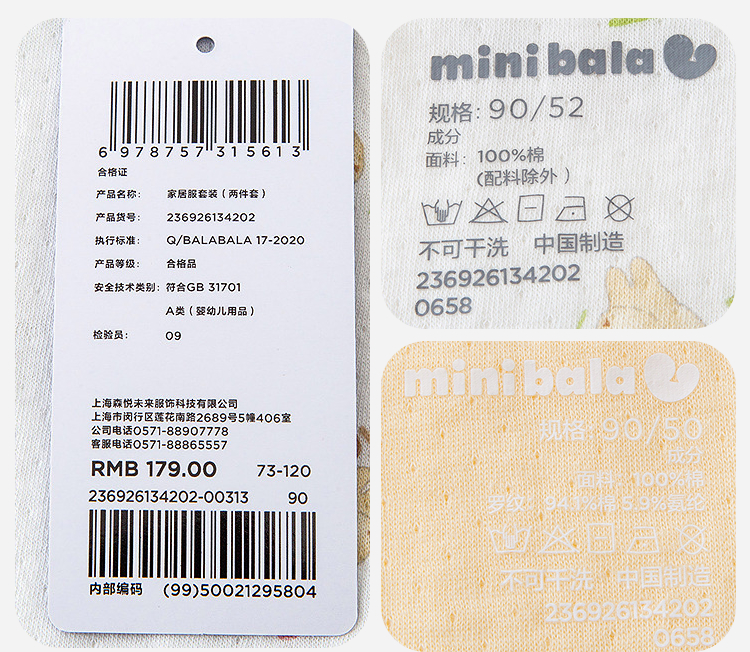 6 978757 315613
合格证
产品名称: 家居服套装 (两件套)
产品货号: 236926134202
执行标准: Q/BALABALA 17-2020
产品等级: 合格品
安全技术类别: 符合GB 31701
A类 (婴幼儿用品)
检验员: 09
上海森悦未来服饰科技有限公司
上海市闵行区莲花南路2689号5幢406室
公司电话0571-88907778
客服电话0571-88865557
RMB 179.00 73-120
236926134202-00313 90
内部编码 (99)50021295804
mini bala
规格: 90/52
成分
面料: 100%棉
(配料除外)
不可干洗 中国制造
236926134202
0658
mini bala
规格: 90/50
成分
面料: 100%棉
罗纹: 94.1%棉 5.9%氨纶
不可干洗 中国制造
236926134202
0658